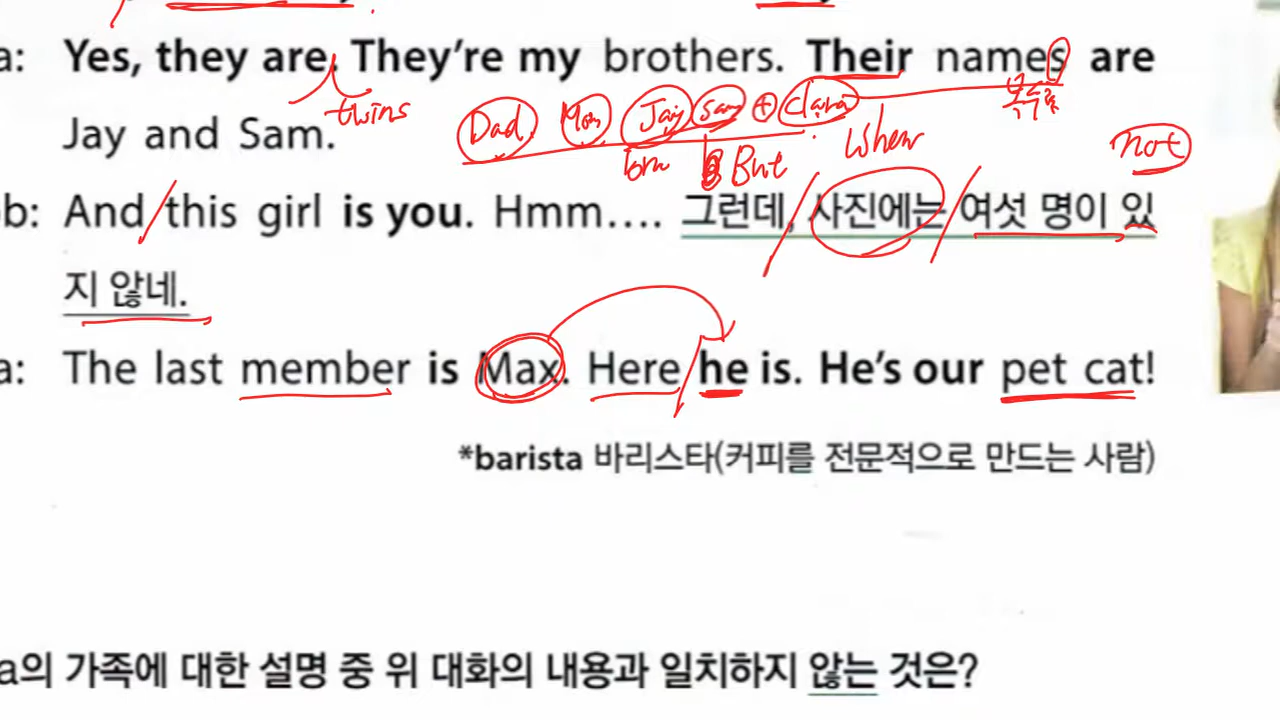 a: Yes, they are. They're my brothers. Their names are
twins
복수형
Dad Mom Jay Sam + Clara
Jay and Sam.
But
When
not
b: And this girl is you. Hmm.... 그런데, 사진에는 여섯 명이 있
지 않네.
a: The last member is Max. Here he is. He's our pet cat!
*barista 바리스타(커피를 전문적으로 만드는 사람)
a의 가족에 대한 설명 중 위 대화의 내용과 일치하지 않는 것은?